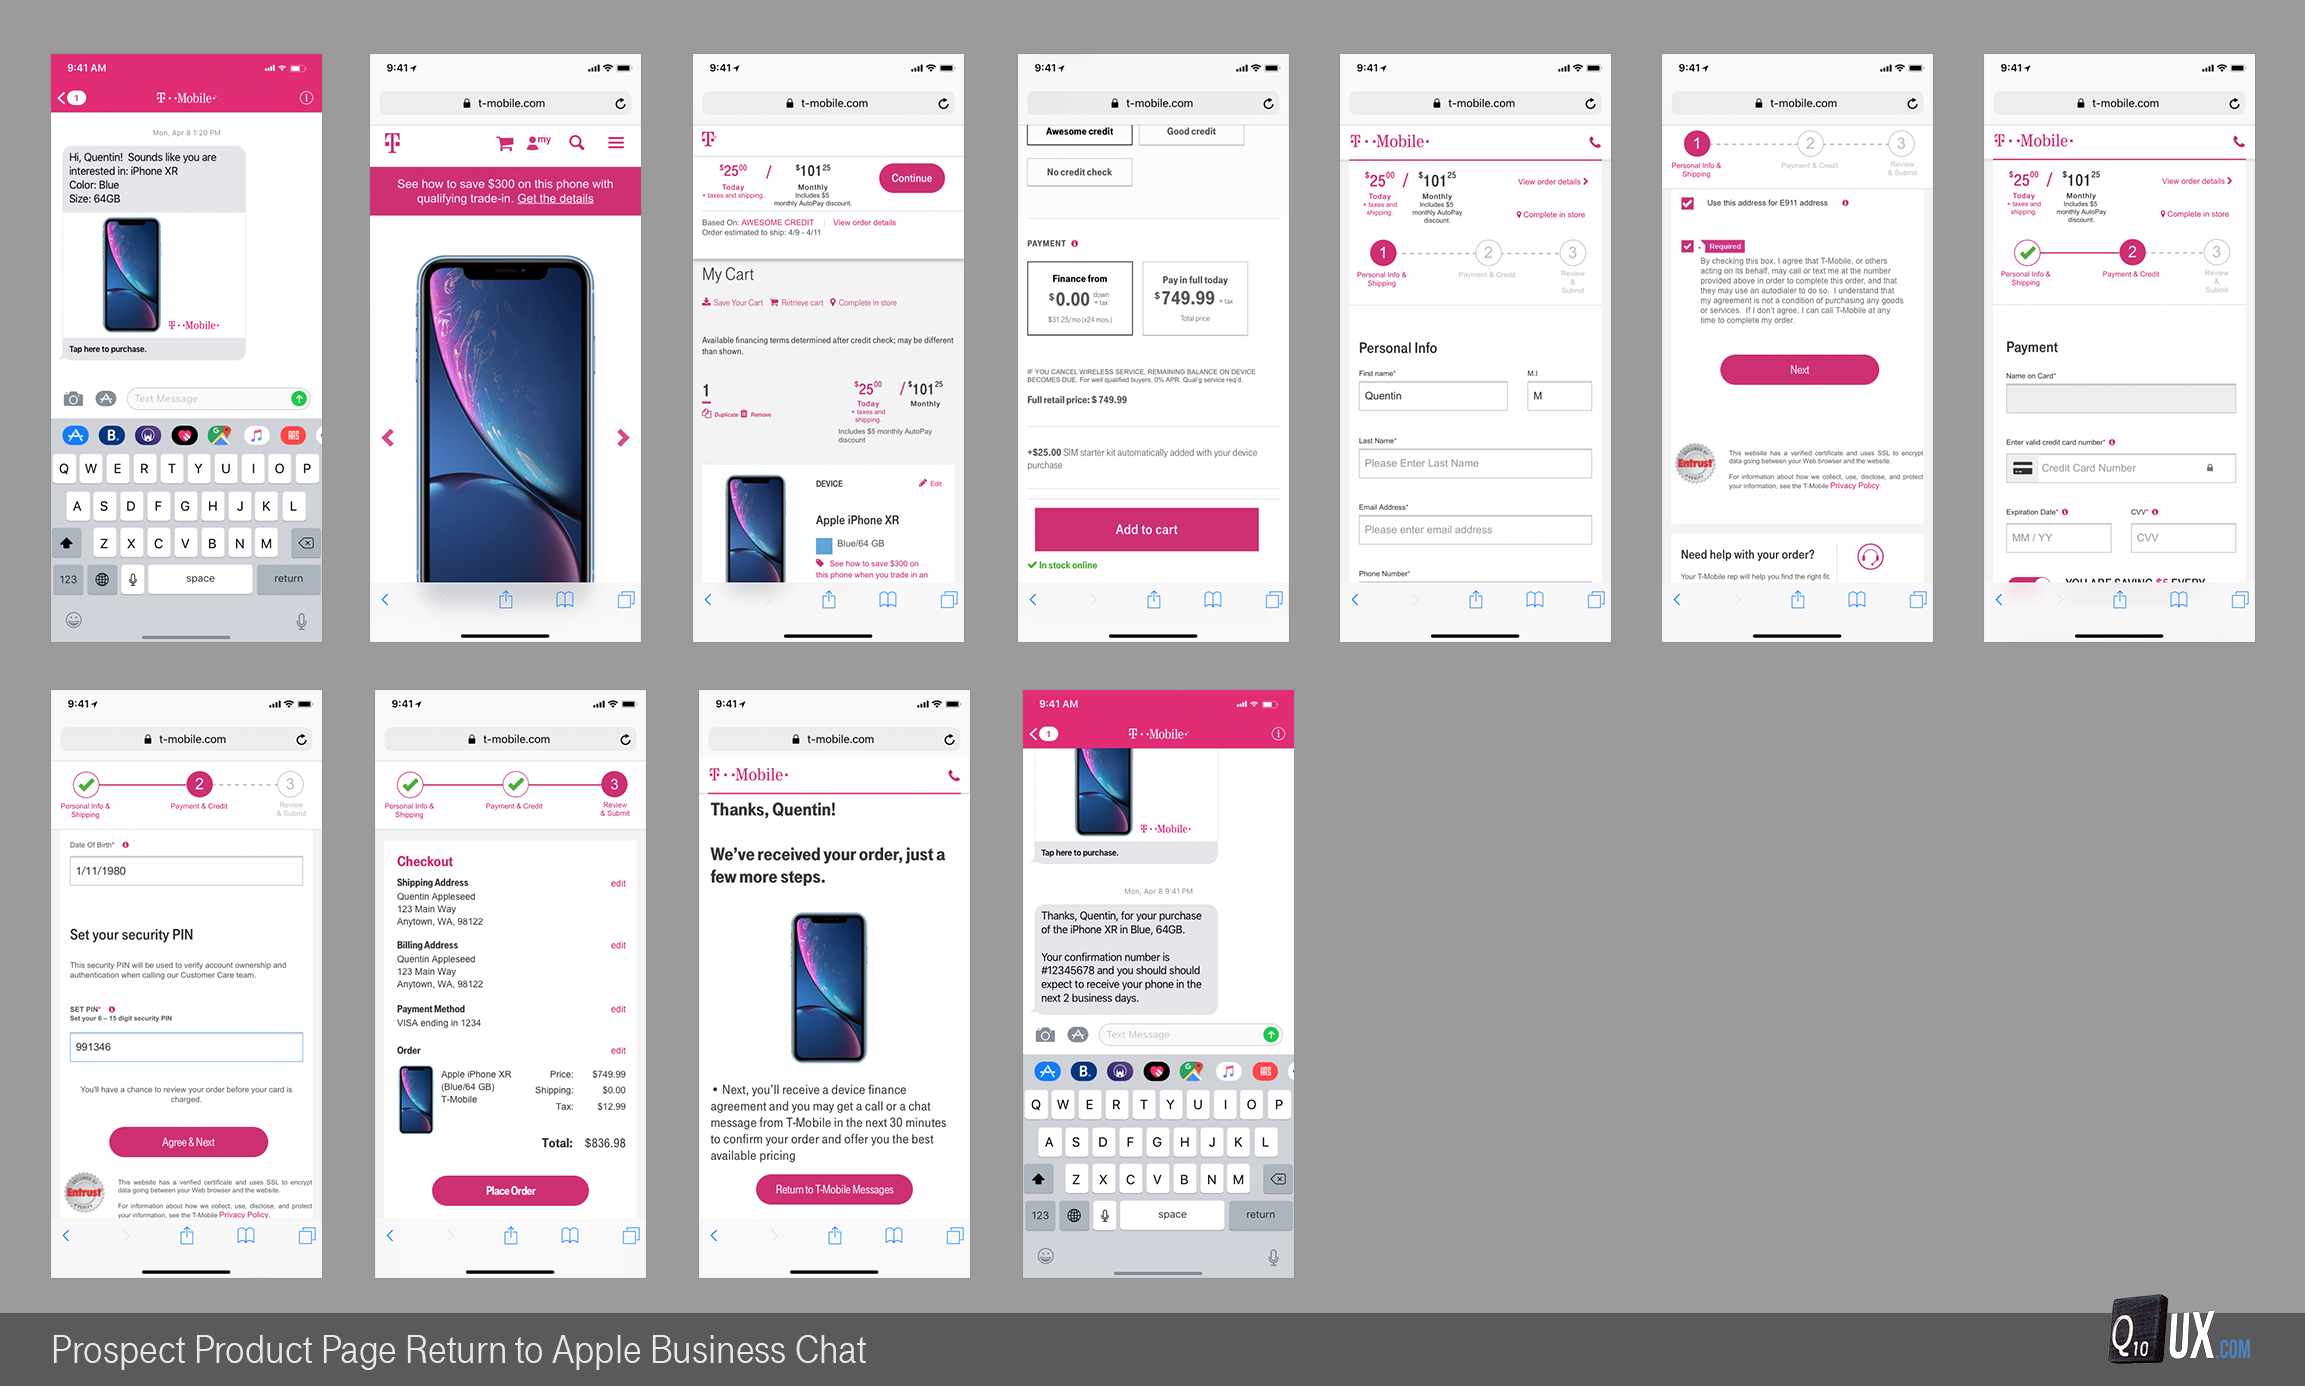 9:41 AM
1
T··Mobile·
Mon, Apr 8 1:20 PM
Hi, Quentin!  Sounds like you are
interested in: iPhone XR
Color: Blue
Size: 64GB
T··Mobile·
Tap here to purchase.
Text Message
B.
RRS
Q W E R T Y U I O P
A S D F G H J K L
Z X C V B N M
123 space return
9:41
t-mobile.com
T
my
See how to save $300 on this phone with
qualifying trade-in. Get the details
9:41
t-mobile.com
T
$25.00 / $101.25
Today Monthly
+ taxes and shipping. Includes $5
monthly AutoPay discount.
Continue
Based On: AWESOME CREDIT View order details
Order estimated to ship: 4/9 - 4/11
My Cart
Save Your Cart Retrieve cart Complete in store
Available financing terms determined after credit check; may be different
than shown.
1
Duplicate Remove
$25.00 / $101.25
Today Monthly
+ taxes and
shipping.
Includes $5 monthly AutoPay
discount
DEVICE Edit
Apple iPhone XR
Blue/64 GB
See how to save $300 on
this phone when you trade in an
9:41
t-mobile.com
Awesome credit Good credit
No credit check
PAYMENT
Finance from
$0.00 down
+ tax
$31.25/mo (x24 mos.)
Pay in full today
$749.99 + tax
Total price
IF YOU CANCEL WIRELESS SERVICE, REMAINING BALANCE ON DEVICE
BECOMES DUE. For well qualified buyers. 0% APR. Qual'g service req'd.
Full retail price: $ 749.99
+$25.00 SIM starter kit automatically added with your device
purchase
Add to cart
In stock online
9:41
t-mobile.com
T··Mobile·
$25.00 / $101.25
Today Monthly
+ taxes and
shipping.
Includes $5
monthly AutoPay
discount.
View order details
Complete in store
1 2 3
Personal Info &
Shipping
Payment & Credit
Review
&
Submit
Personal Info
First name* M.I
Quentin M
Last Name*
Please Enter Last Name
Email Address*
Please enter email address
Phone Number*
9:41
t-mobile.com
1 2 3
Personal Info &
Shipping
Payment & Credit
Review
& Submit
Use this address for E911 address
Required
By checking this box, I agree that T-Mobile, or others
acting on its behalf, may call or text me at the number
provided above in order to complete this order, and that
they may use an autodialer to do so.  I understand that
my agreement is not a condition of purchasing any goods
or services.  If I don't agree, I can call T-Mobile at any
time to complete my order.
Next
Entrust
This website has a verified certificate and uses SSL to encrypt
data going between your Web browser and the website.
For information about how we collect, use, disclose, and protect
your information, see the T-Mobile Privacy Policy.
Need help with your order?
Your T-Mobile rep will help you find the right fit.
9:41
t-mobile.com
T··Mobile·
$25.00 / $101.25
Today Monthly
+ taxes and
shipping.
Includes $5
monthly AutoPay
discount.
View order details
Complete in store
2 3
Personal Info &
Shipping
Payment & Credit
Review
&
Submit
Payment
Name on Card*
Enter valid credit card number*
Credit Card Number
Expiration Date* CVV*
MM / YY CVV
YOU ARE SAVING $5 EVERY
9:41
t-mobile.com
2 3
Personal Info &
Shipping
Payment & Credit
Review
& Submit
Date Of Birth*
1/11/1980
Set your security PIN
This security PIN will be used to verify account ownership and
authentication when calling our Customer Care team.
SET PIN*
Set your 6 – 15 digit security PIN
991346
You'll have a chance to review your order before your card is
charged.
Agree & Next
Entrust
This website has a verified certificate and uses SSL to encrypt
data going between your Web browser and the website.
For information about how we collect, use, disclose, and protect
your information, see the T-Mobile Privacy Policy.
9:41
t-mobile.com
3
Personal Info &
Shipping
Payment & Credit
Review
& Submit
Checkout
Shipping Address edit
Quentin Appleseed
123 Main Way
Anytown, WA, 98122
Billing Address edit
Quentin Appleseed
123 Main Way
Anytown, WA, 98122
Payment Method edit
VISA ending in 1234
Order edit
Apple iPhone XR
(Blue/64 GB)
T-Mobile
Price: $749.99
Shipping: $0.00
Tax: $12.99
Total: $836.98
Place Order
9:41
t-mobile.com
T··Mobile·
Thanks, Quentin!
We've received your order, just a
few more steps.
• Next, you'll receive a device finance
agreement and you may get a call or a chat
message from T-Mobile in the next 30 minutes
to confirm your order and offer you the best
available pricing
Return to T-Mobile Messages
9:41 AM
1
T··Mobile·
T··Mobile·
Tap here to purchase.
Mon, Apr 8 9:41 PM
Thanks, Quentin, for your purchase
of the iPhone XR in Blue, 64GB.
Your confirmation number is
#12345678 and you should should
expect to receive your phone in the
next 2 business days.
Text Message
B.
RRS
Q W E R T Y U I O P
A S D F G H J K L
Z X C V B N M
123 space return
Prospect Product Page Return to Apple Business Chat
Q10 UX.COM